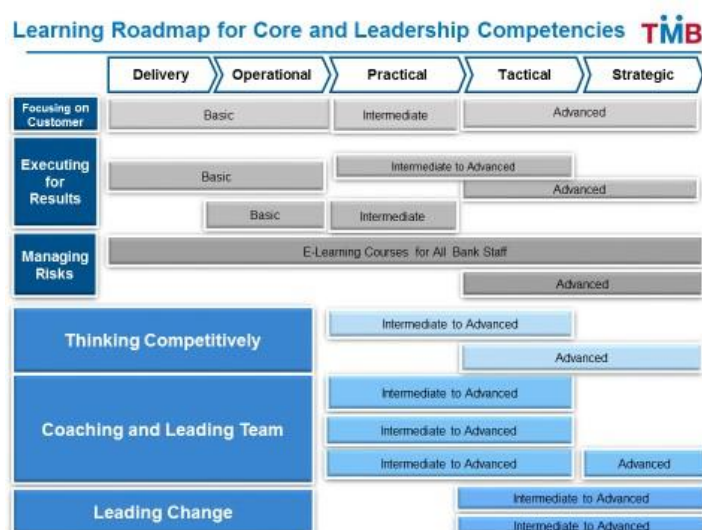 Learning Roadmap for Core and Leadership Competencies TMB
Delivery Operational Practical Tactical Strategic
Focusing on
Customer
Basic Intermediate Advanced
Executing
for
Results
Intermediate to Advanced
Basic
Advanced
Basic Intermediate
Managing
Risks
E-Learning Courses for All Bank Staff
Advanced
Thinking Competitively
Intermediate to Advanced
Advanced
Coaching and Leading Team
Intermediate to Advanced
Intermediate to Advanced
Intermediate to Advanced Advanced
Leading Change
Intermediate to Advanced
Intermediate to Advanced